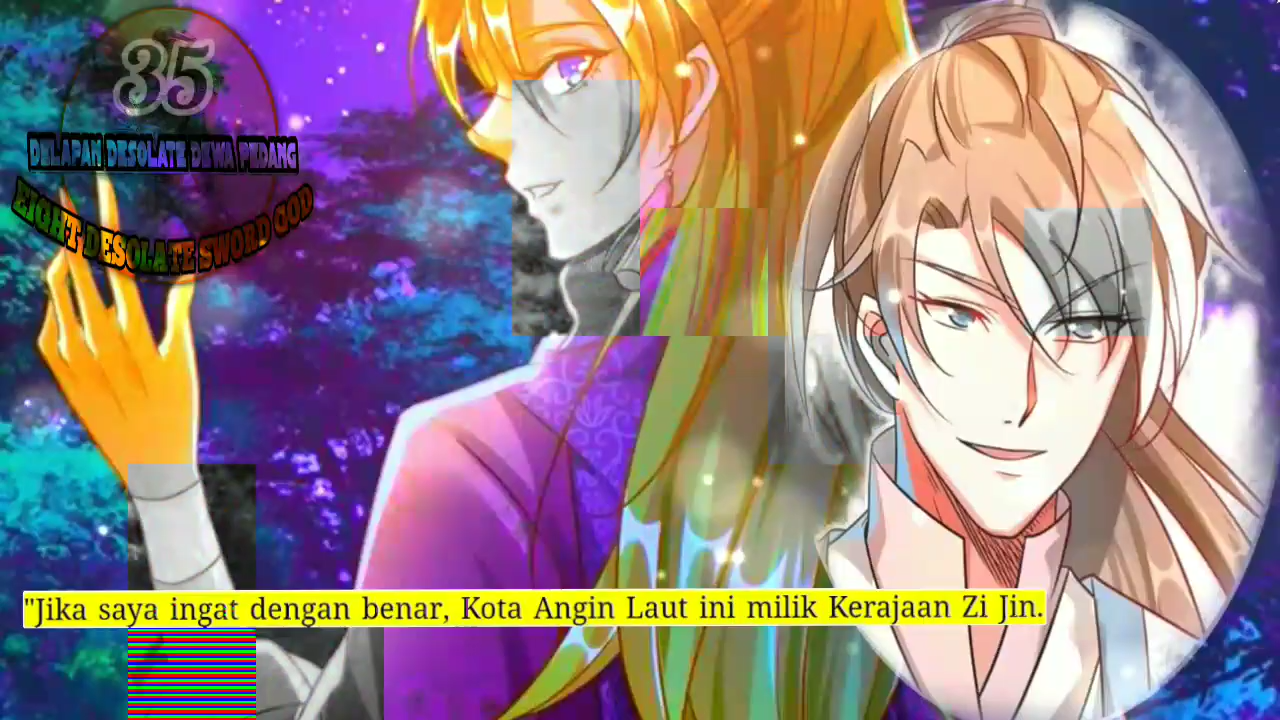 35
DELAPAN DESOLATE DEWA PEDANG
EIGHT DESOLATE SWORD GOD
"Jika saya ingat dengan benar, Kota Angin Laut ini milik Kerajaan Zi Jin.